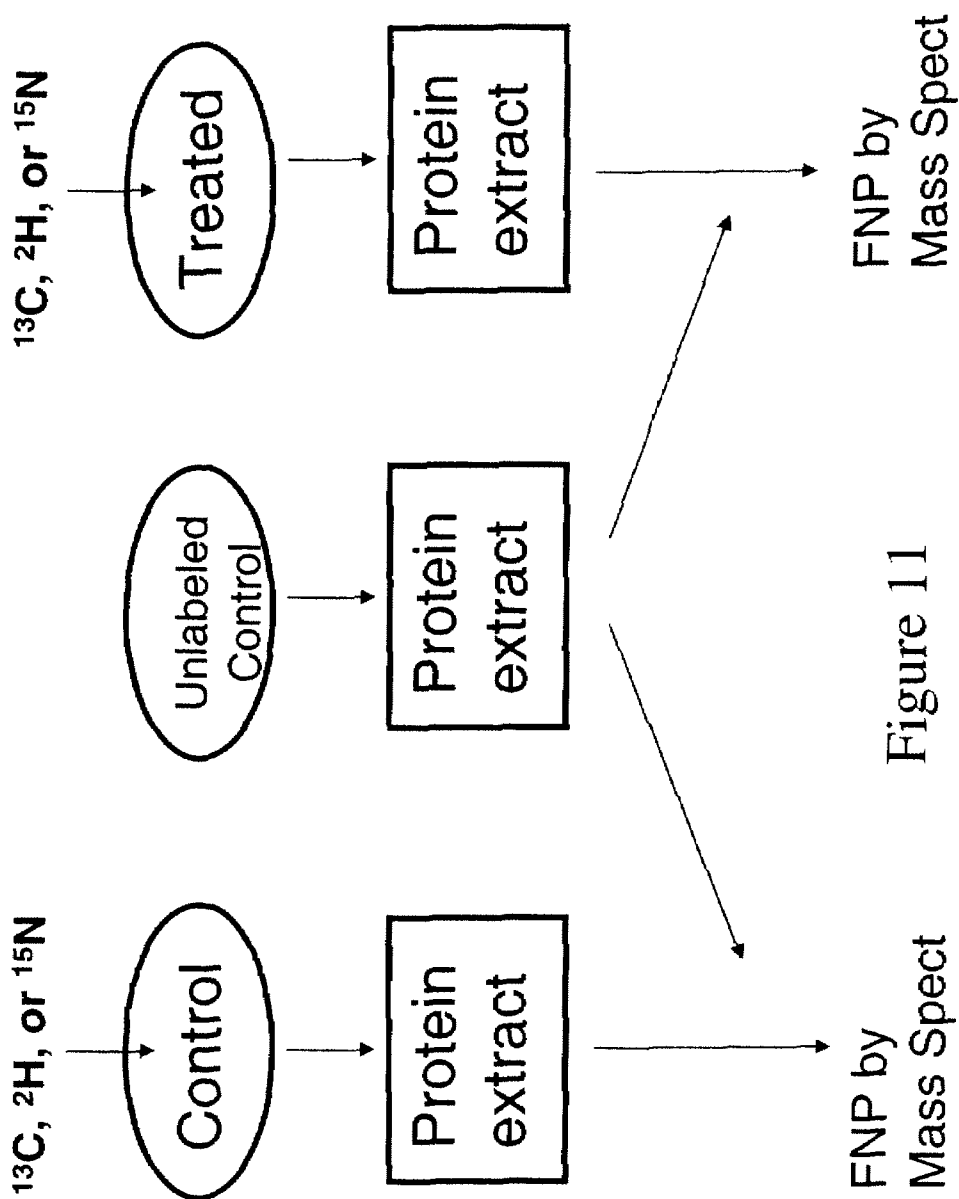 ¹³C, ²H, or ¹⁵N
Control
Protein
extract
FNP by
Mass Spect
Unlabeled
Control
Protein
extract
¹³C, ²H, or ¹⁵N
Treated
Protein
extract
FNP by
Mass Spect
Figure 11